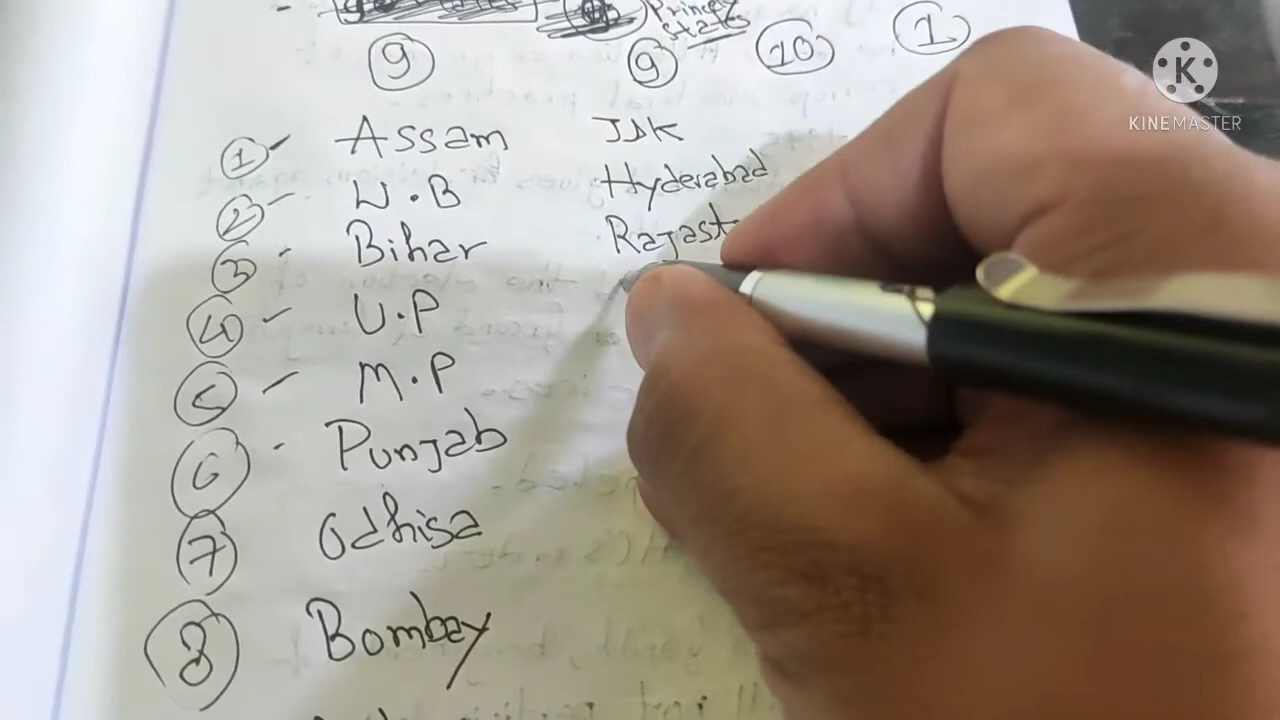 Princely
States
9 9 10 1
1 Assam J&K
2 W.B Hyderabad
3 Bihar Rajast
4 U.P
5 M.P
6 Punjab
7 Odhisa
8 Bombay
KINEMASTER